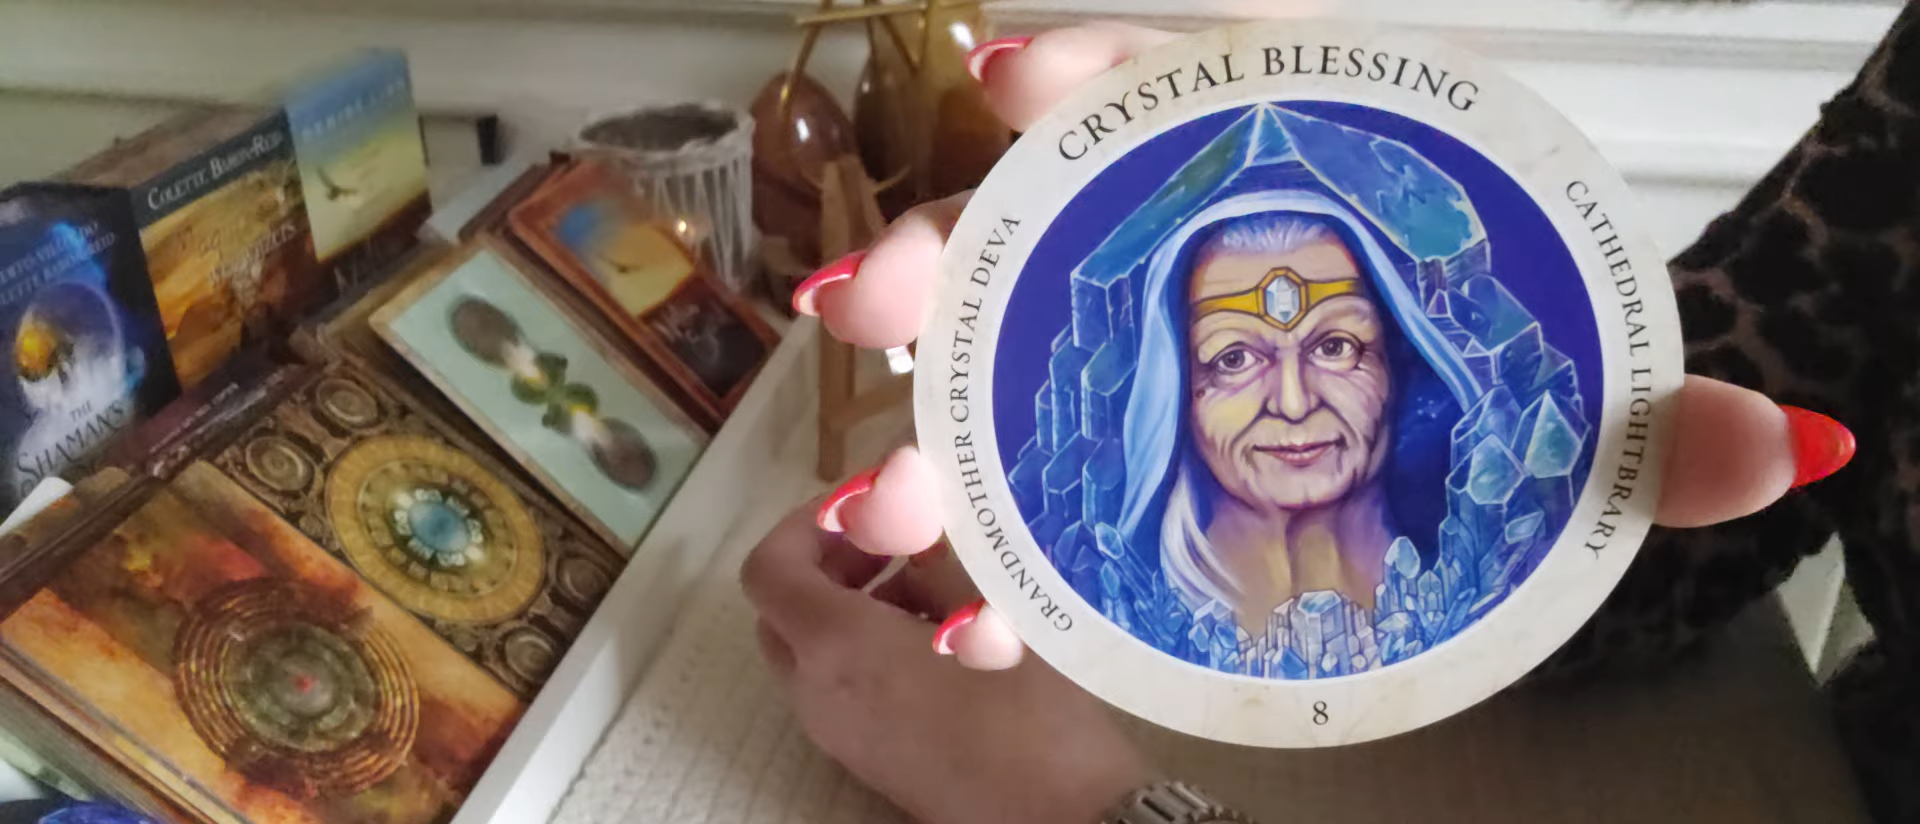 CRYSTAL BLESSING
GRANDMOTHER CRYSTAL DEVA
CATHEDRAL LIGHTBRARY
8
COLETTE BARON-REID
THE
SHAMAN'S